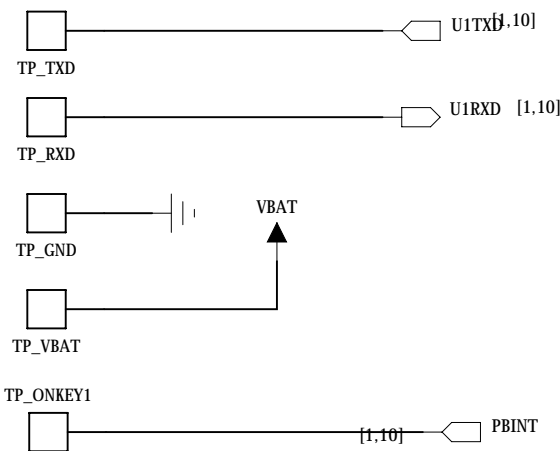 U1TXD [1,10]
TP_TXD
U1RXD [1,10]
TP_RXD
VBAT
TP_GND
TP_VBAT
TP_ONKEY1
[1,10] PBINT